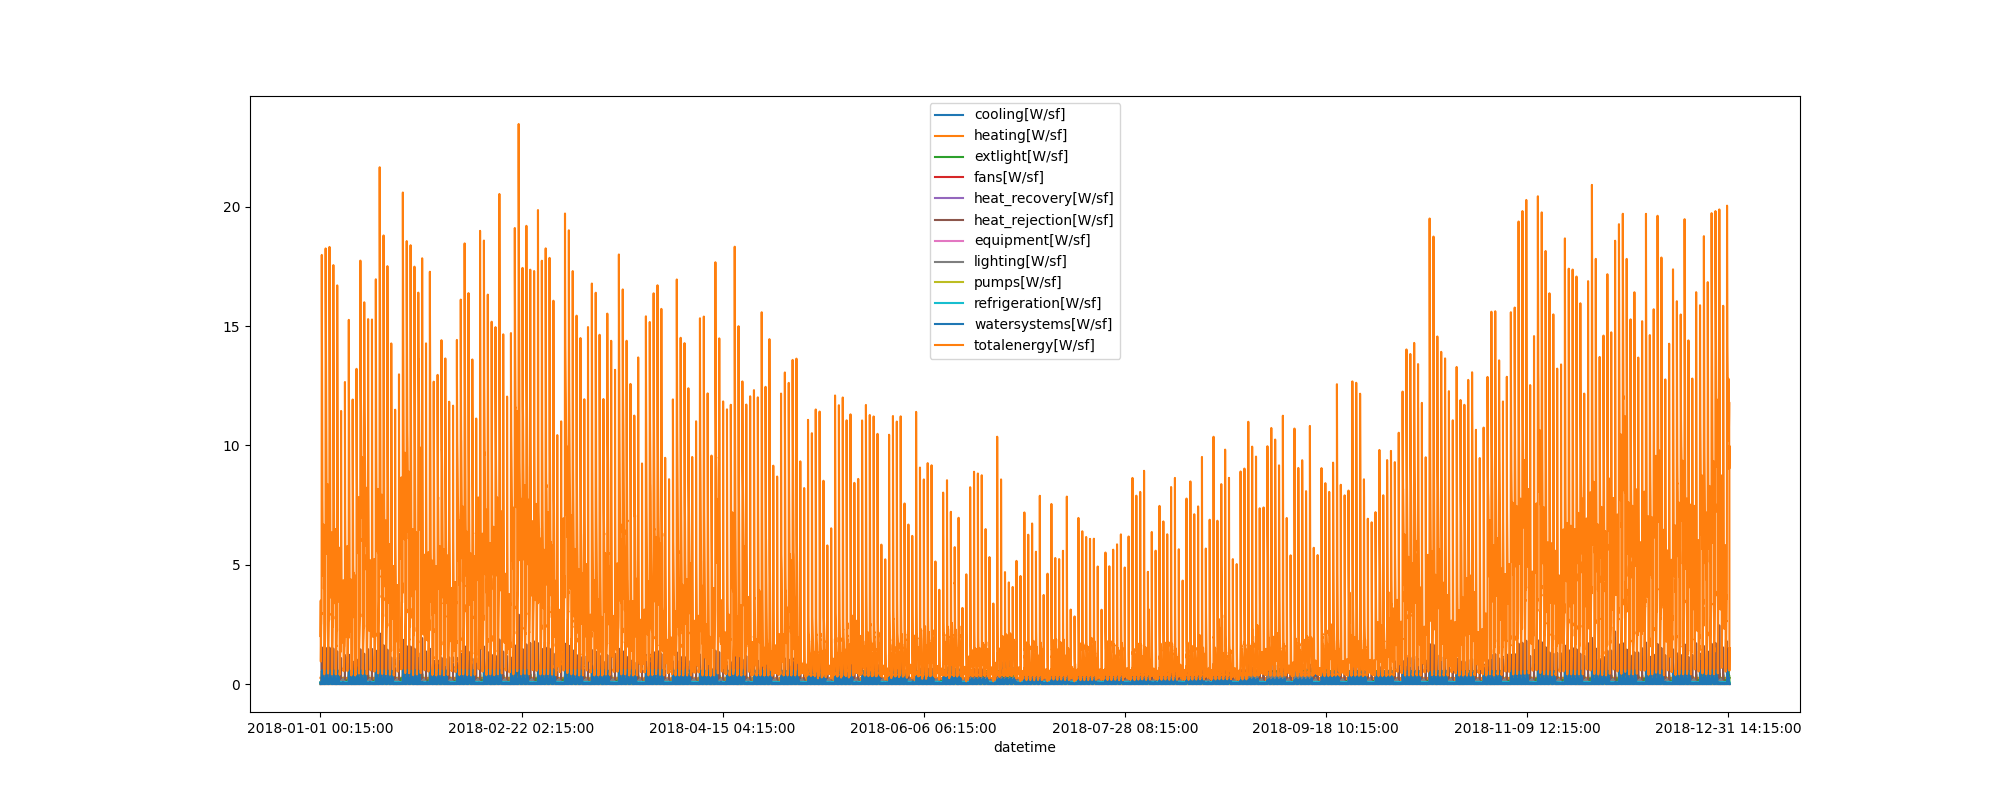 cooling[W/sf]
heating[W/sf]
extlight[W/sf]
fans[W/sf]
heat_recovery[W/sf]
heat_rejection[W/sf]
equipment[W/sf]
lighting[W/sf]
pumps[W/sf]
refrigeration[W/sf]
watersystems[W/sf]
totalenergy[W/sf]
20
15
10
5
0
2018-01-01 00:15:00 2018-02-22 02:15:00 2018-04-15 04:15:00 2018-06-06 06:15:00 2018-07-28 08:15:00 2018-09-18 10:15:00 2018-11-09 12:15:00 2018-12-31 14:15:00
datetime